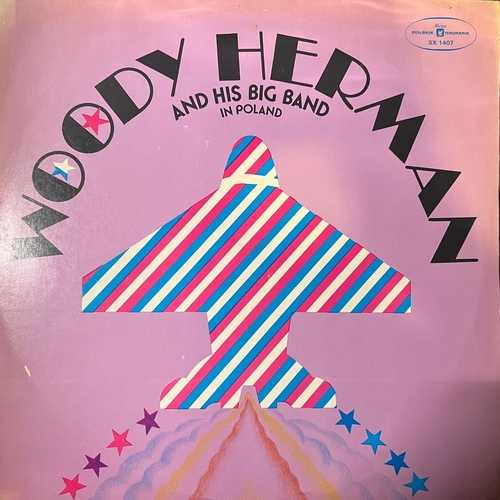 WOODY HERMAN
AND HIS BIG BAND
IN POLAND
POLSKIE NAGRANIA
SX 1407